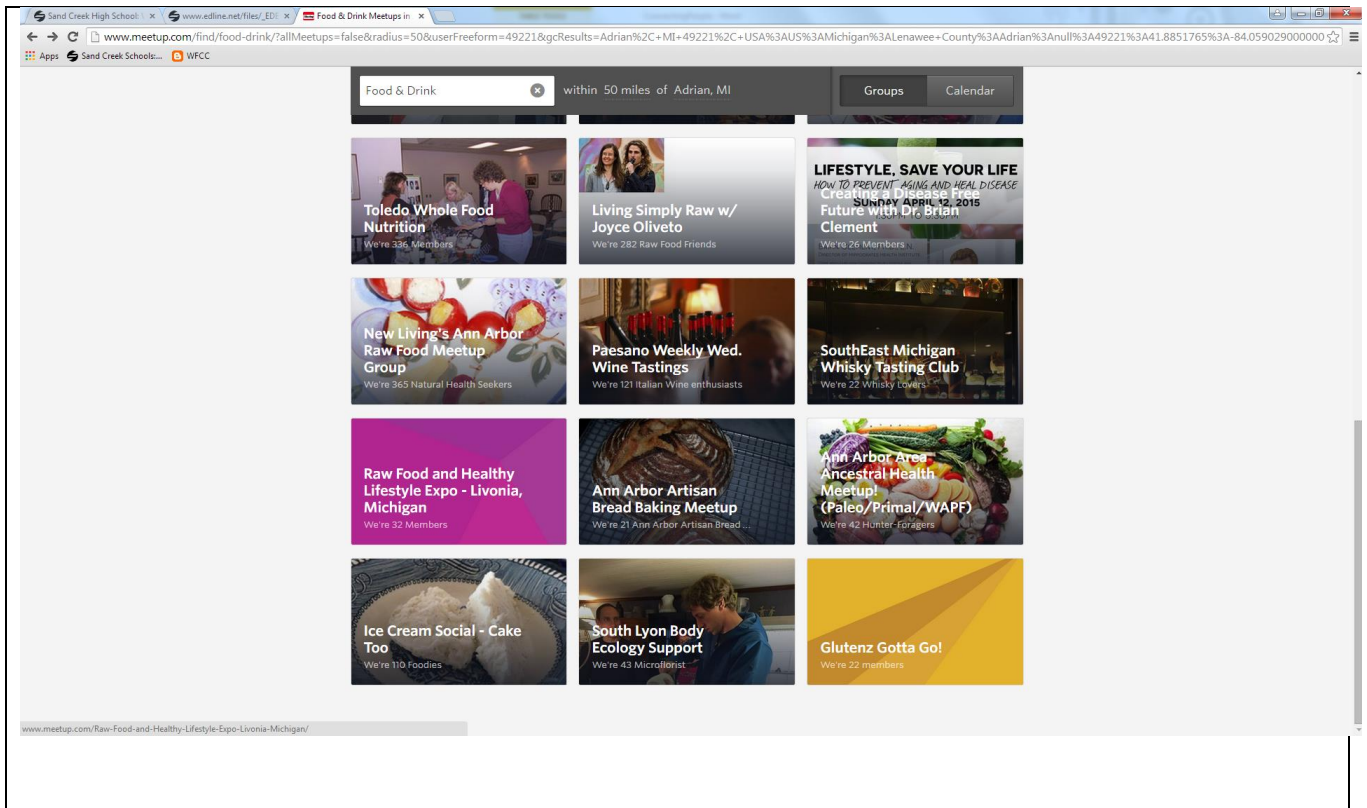 Sand Creek High School: \
www.edline.net/files/_EDI
Food & Drink Meetups in
www.meetup.com/find/food-drink/?allMeetups=false&radius=50&userFreeform=49221&gcResults=Adrian%2C+MI+49221%2C+USA%3AUS%3AMichigan%3ALenawee+County%3AAdrian%3Anull%3A49221%3A41.8851765%3A-84.059029000000
Apps
Sand Creek Schools:...
WFCC
Food & Drink
within 50 miles of Adrian, MI
Groups
Calendar
Toledo Whole Food
Nutrition
We're 336 Members
Living Simply Raw w/
Joyce Oliveto
We're 282 Raw Food Friends
LIFESTYLE, SAVE YOUR LIFE
HOW TO PREVENT AGING AND HEAL DISEASE
SUNDAY APRIL 12, 2015
Creating a Disease Free
Future with Dr. Brian
Clement
We're 26 Members
New Living's Ann Arbor
Raw Food Meetup
Group
We're 365 Natural Health Seekers
Paesano Weekly Wed.
Wine Tastings
We're 121 Italian Wine enthusiasts
SouthEast Michigan
Whisky Tasting Club
We're 22 Whisky Lovers
Raw Food and Healthy
Lifestyle Expo - Livonia,
Michigan
We're 32 Members
Ann Arbor Artisan
Bread Baking Meetup
We're 21 Ann Arbor Artisan Bread ...
Ann Arbor Area
Ancestral Health
Meetup!
(Paleo/Primal/WAPF)
We're 42 Hunter-Foragers
Ice Cream Social - Cake
Too
We're 110 Foodies
South Lyon Body
Ecology Support
We're 43 Microflorist
Glutenz Gotta Go!
We're 22 members
www.meetup.com/Raw-Food-and-Healthy-Lifestyle-Expo-Livonia-Michigan/